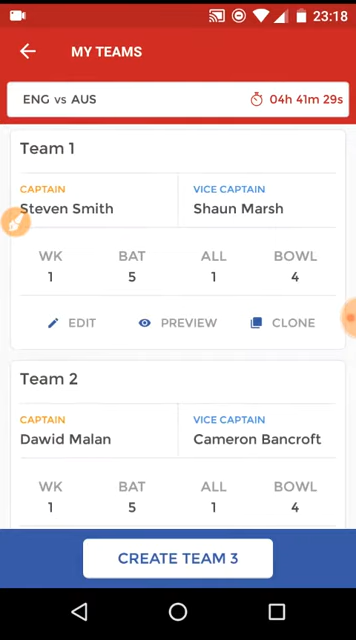 23:18
MY TEAMS
ENG vs AUS 04h 41m 29s
Team 1
CAPTAIN VICE CAPTAIN
Steven Smith Shaun Marsh
WK BAT ALL BOWL
1 5 1 4
EDIT PREVIEW CLONE
Team 2
CAPTAIN VICE CAPTAIN
Dawid Malan Cameron Bancroft
WK BAT ALL BOWL
1 5 1 4
CREATE TEAM 3